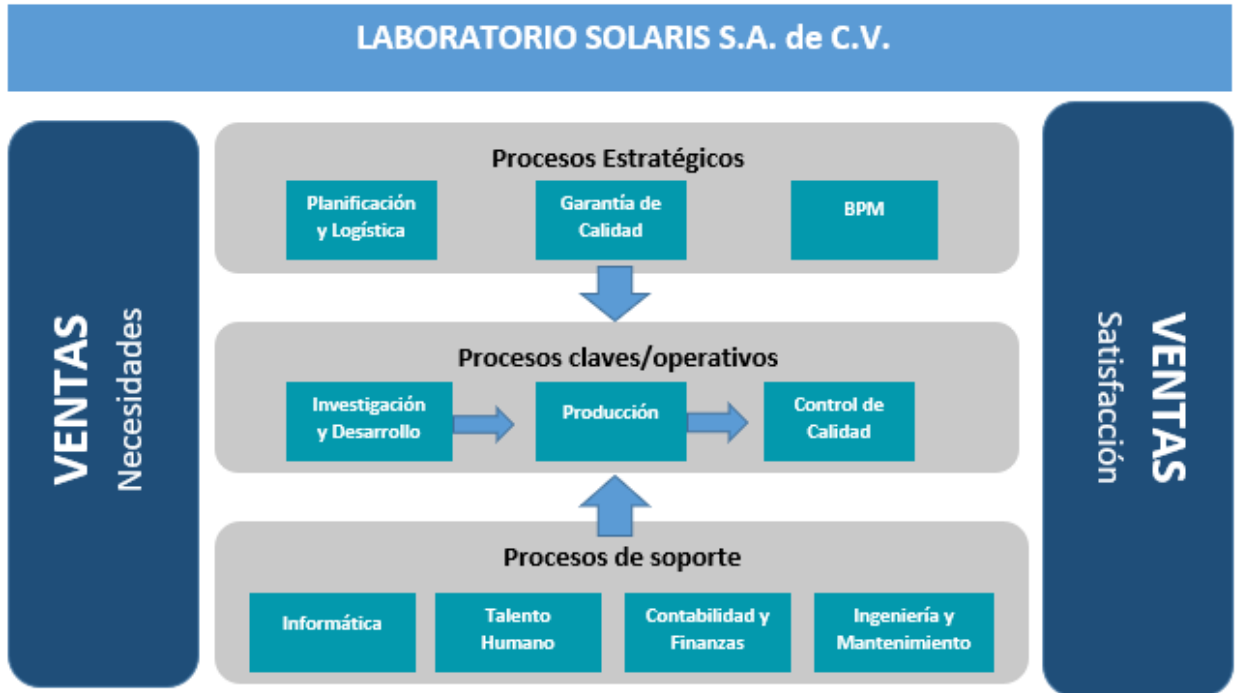 LABORATORIO SOLARIS S.A. de C.V.
VENTAS
Necesidades
Procesos Estratégicos
Planificación
y Logística
Garantía de
Calidad
BPM
Procesos claves/operativos
Investigación
y Desarrollo
Producción
Control de
Calidad
Procesos de soporte
Informática
Talento
Humano
Contabilidad y
Finanzas
Ingeniería y
Mantenimiento
VENTAS
Satisfacción